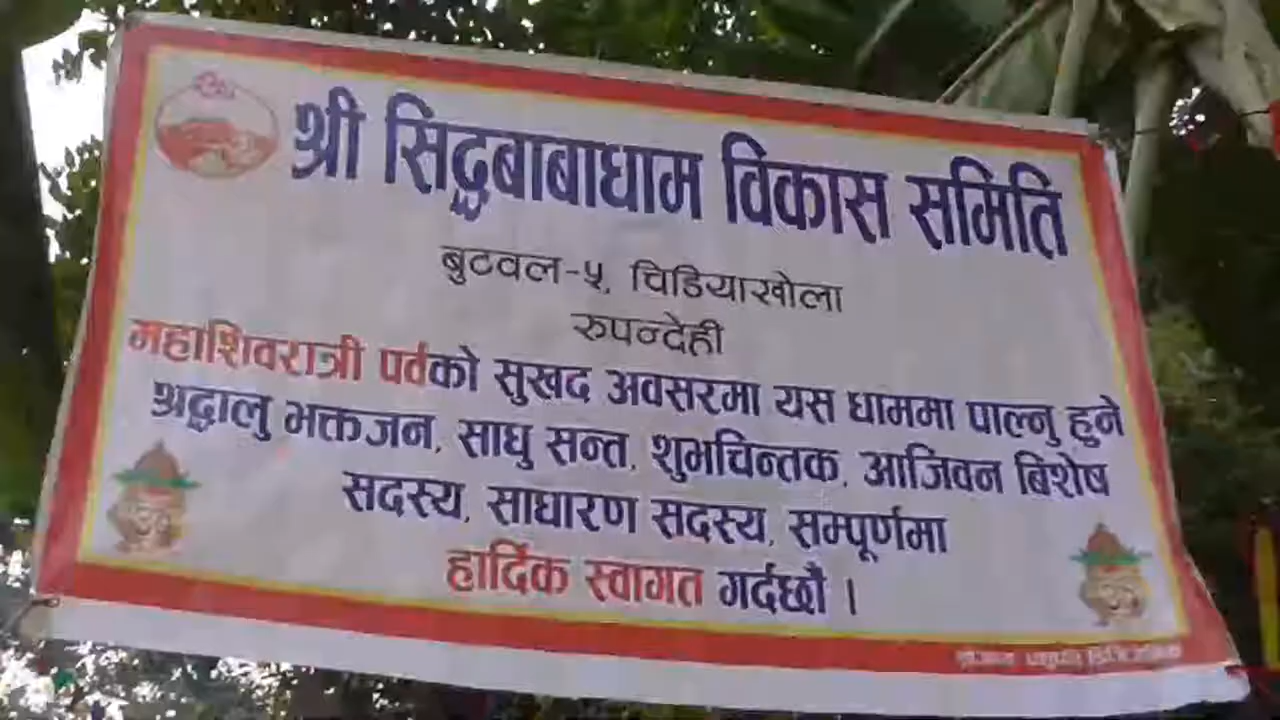 श्री सिद्धबाबाधाम विकास समिति
बुटवल-५, चिडियाखोला
रुपन्देही
महाशिवरात्री पर्वको सुखद अवसरमा यस धाममा पाल्नु हुने
श्रद्धालु भक्तजन, साधु सन्त, शुभचिन्तक, आजिवन बिशेष
सदस्य, साधारण सदस्य, सम्पूर्णमा
हार्दिक स्वागत गर्दछौं ।